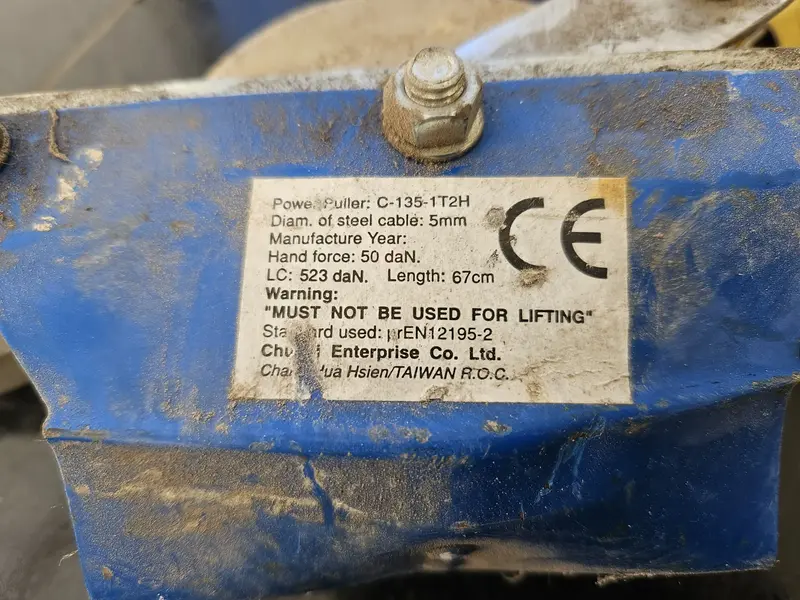 Puller: C-135-1T2H
Diam. of steel cable: 5mm
Manufacture Year:
Hand force: 50 daN.
LC: 523 daN. Length: 67cm
Warning:
"MUST NOT BE USED FOR LIFTING"
used: prEN12195-2
Enterprise Co. Ltd.
Hsien/TAIWAN R.O.C.
CE